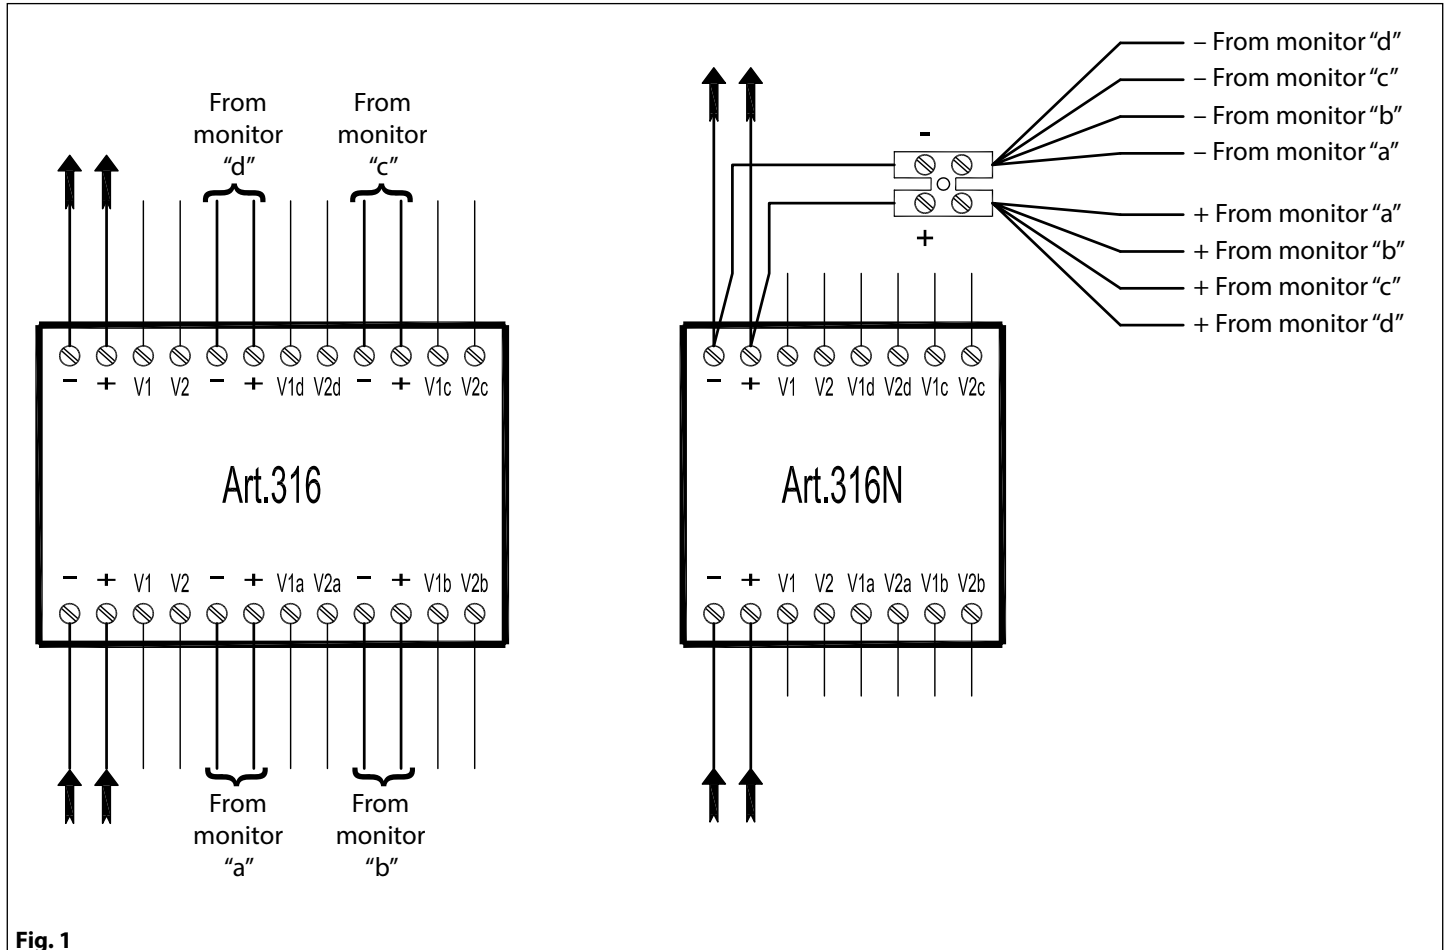 From
monitor
“d”
From
monitor
“c”
− + V1 V2 − + V1d V2d − + V1c V2c
Art.316
− + V1 V2 − + V1a V2a − + V1b V2b
From
monitor
“a”
From
monitor
“b”
– From monitor “d”
– From monitor “c”
– From monitor “b”
– From monitor “a”
-
+
+ From monitor “a”
+ From monitor “b”
+ From monitor “c”
+ From monitor “d”
− + V1 V2 V1d V2d V1c V2c
Art.316N
− + V1 V2 V1a V2a V1b V2b
Fig. 1